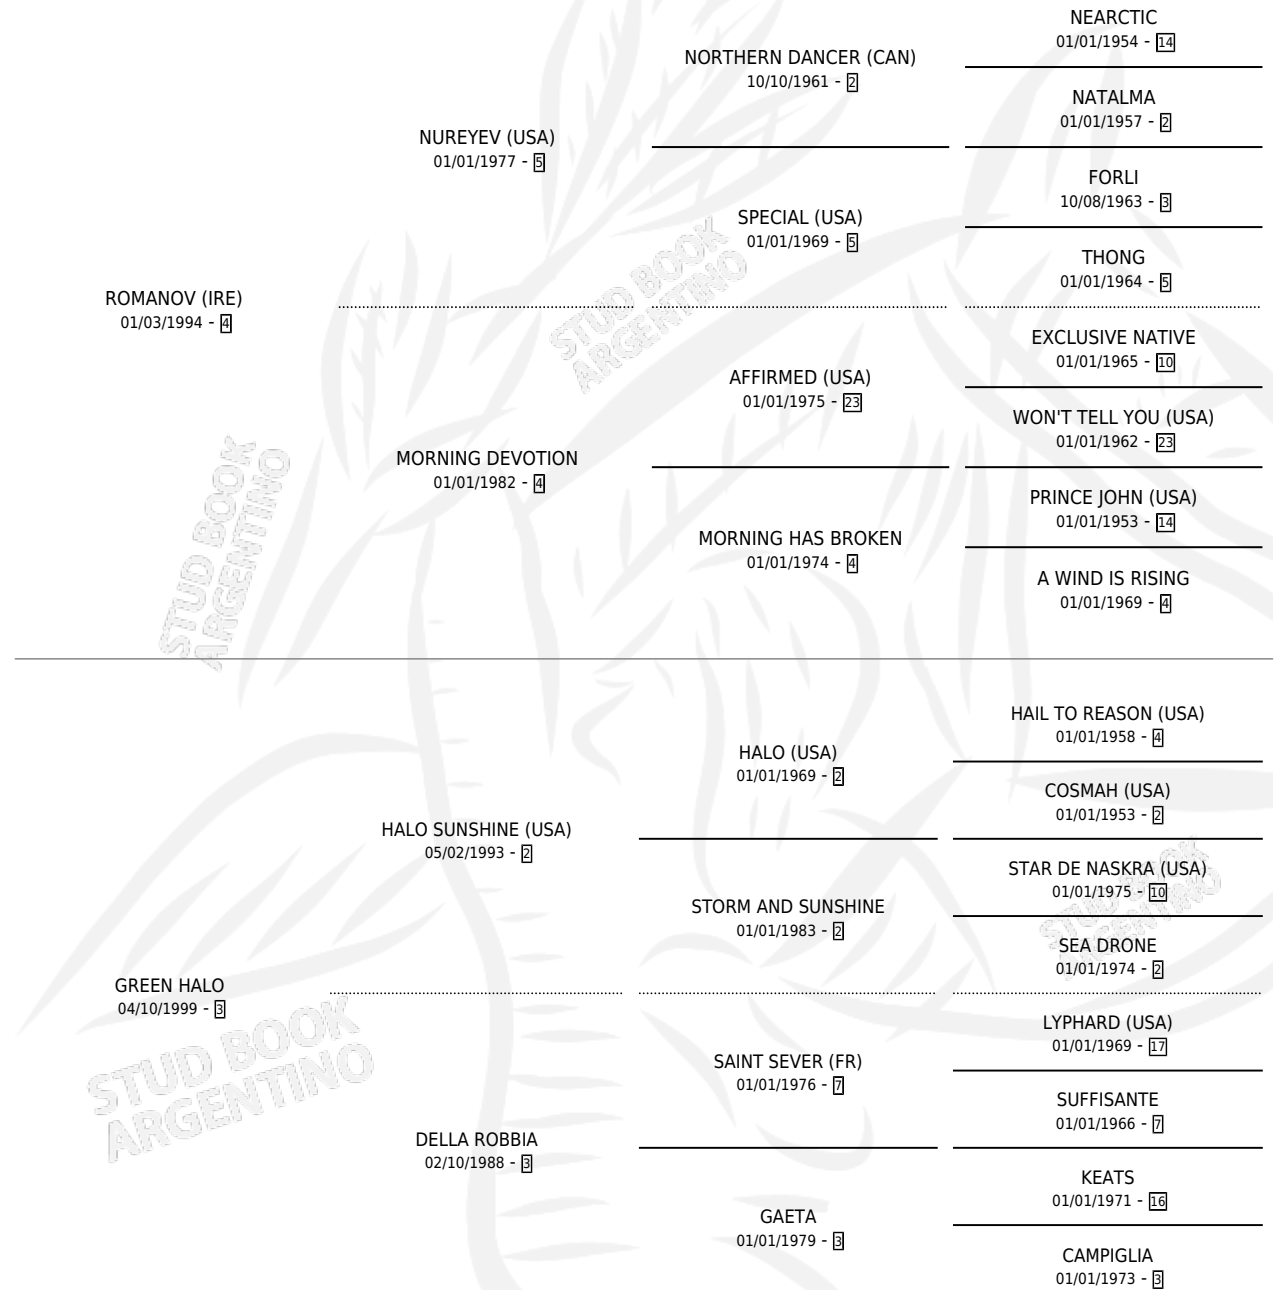 NEARCTIC
01/01/1954 - 14
NORTHERN DANCER (CAN)
10/10/1961 - 2
NATALMA
01/01/1957 - 2
NUREYEV (USA)
01/01/1977 - 5
FORLI
10/08/1963 - 3
SPECIAL (USA)
01/01/1969 - 5
THONG
01/01/1964 - 5
ROMANOV (IRE)
01/03/1994 - 4
EXCLUSIVE NATIVE
01/01/1965 - 10
AFFIRMED (USA)
01/01/1975 - 23
WON'T TELL YOU (USA)
01/01/1962 - 23
MORNING DEVOTION
01/01/1982 - 4
PRINCE JOHN (USA)
01/01/1953 - 14
MORNING HAS BROKEN
01/01/1974 - 4
A WIND IS RISING
01/01/1969 - 4
HAIL TO REASON (USA)
01/01/1958 - 4
HALO (USA)
01/01/1969 - 2
COSMAH (USA)
01/01/1953 - 2
HALO SUNSHINE (USA)
05/02/1993 - 2
STAR DE NASKRA (USA)
01/01/1975 - 10
STORM AND SUNSHINE
01/01/1983 - 2
SEA DRONE
01/01/1974 - 2
GREEN HALO
04/10/1999 - 3
LYPHARD (USA)
01/01/1969 - 17
SAINT SEVER (FR)
01/01/1976 - 7
SUFFISANTE
01/01/1966 - 7
DELLA ROBBIA
02/10/1988 - 3
KEATS
01/01/1971 - 16
GAETA
01/01/1979 - 3
CAMPIGLIA
01/01/1973 - 3
STUD BOOK
ARGENTINO
STUD BOOK
ARGENTINO
STUD BOOK
ARGENTINO
STUD BOOK
ARGENTINO